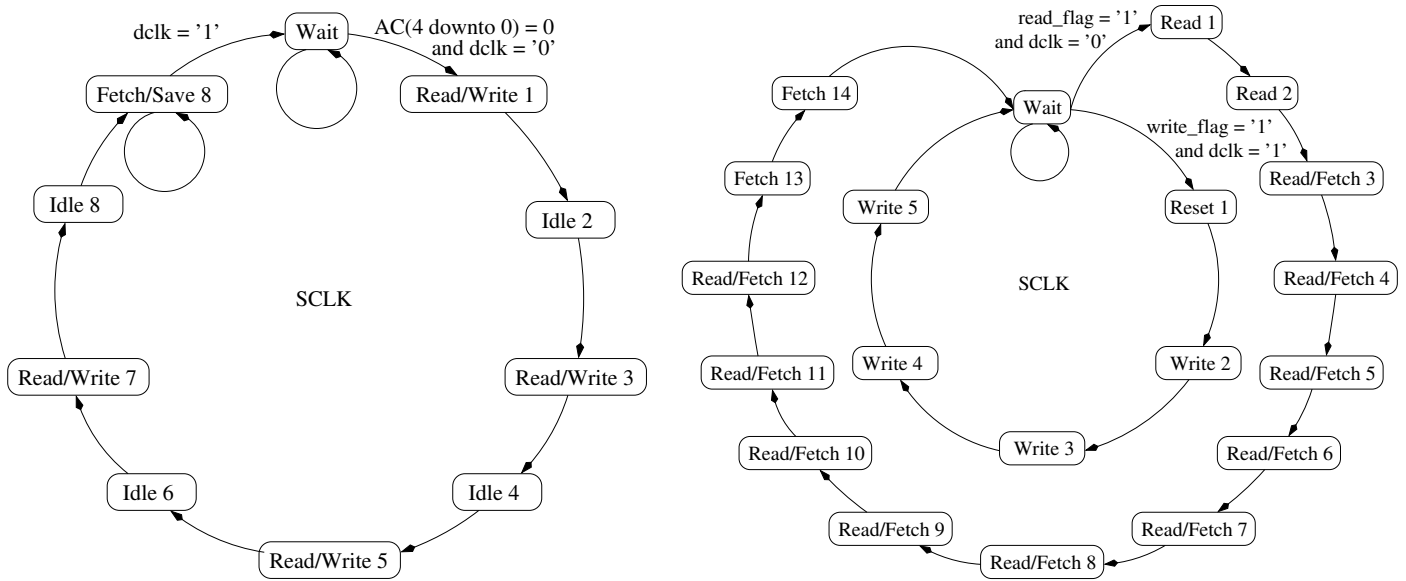 Wait
dclk = '1'
AC(4 downto 0) = 0
and dclk = '0'
Fetch/Save 8
Read/Write 1
Idle 8
Idle 2
SCLK
Read/Write 7
Read/Write 3
Idle 6
Idle 4
Read/Write 5
read_flag = '1'
and dclk = '0'
Read 1
Fetch 14
Wait
Read 2
write_flag = '1'
and dclk = '1'
Fetch 13
Read/Fetch 3
Write 5
Reset 1
Read/Fetch 12
SCLK
Read/Fetch 4
Read/Fetch 11
Write 4
Write 2
Read/Fetch 5
Read/Fetch 10
Write 3
Read/Fetch 6
Read/Fetch 9
Read/Fetch 7
Read/Fetch 8